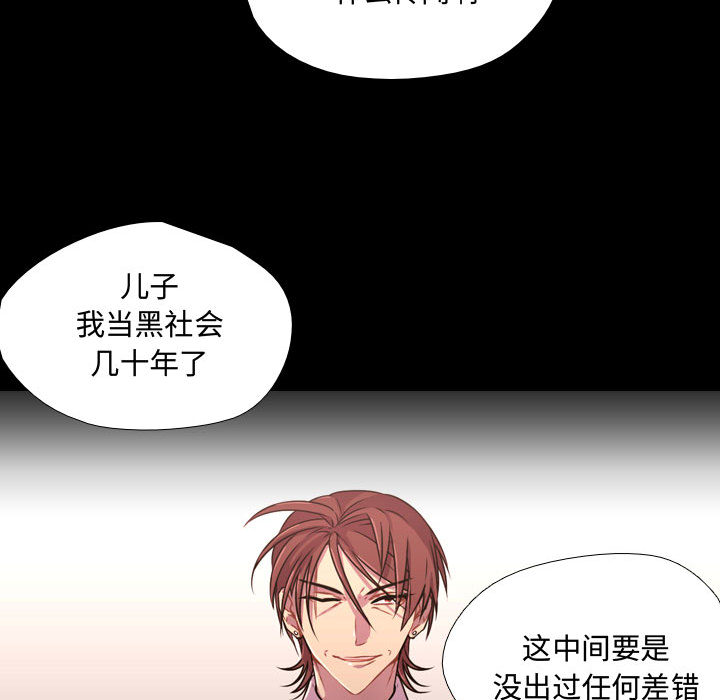 儿子
我当黑社会
几十年了
这中间要是
没出过任何差错